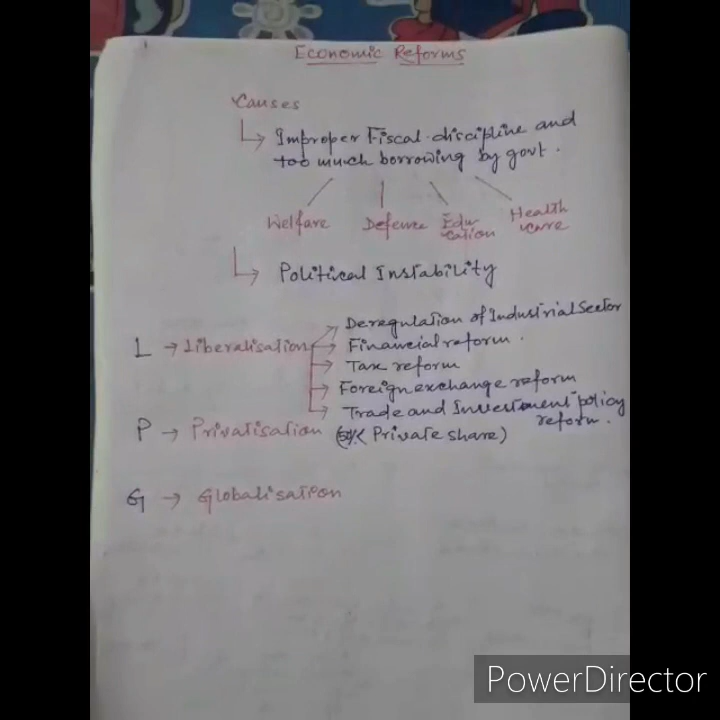 Economic Reforms
Causes
↳ Improper Fiscal discipline and
too much borrowing by govt.
Welfare Defence Edu Health
cation care
↳ Political Instability
L → Liberalisation → Deregulation of Industrial Sector
→ Financial reform.
→ Tax reform
→ Foreign exchange reform
→ Trade and Investment policy
reform.
P → Privatisation (< Private share)
G → Globalisation
PowerDirector